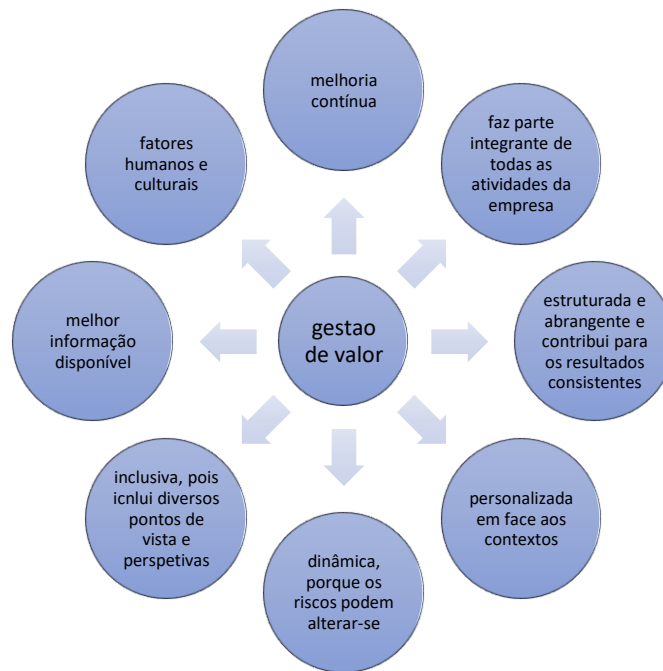 melhoria
contínua
faz parte
integrante de
todas as
atividades da
empresa
estruturada e
abrangente e
contribui para
os resultados
consistentes
personalizada
em face aos
contextos
dinâmica,
porque os
riscos podem
alterar-se
inclusiva, pois
icnlui diversos
pontos de
vista e
perspetivas
melhor
informação
disponível
fatores
humanos e
culturais
gestao
de valor